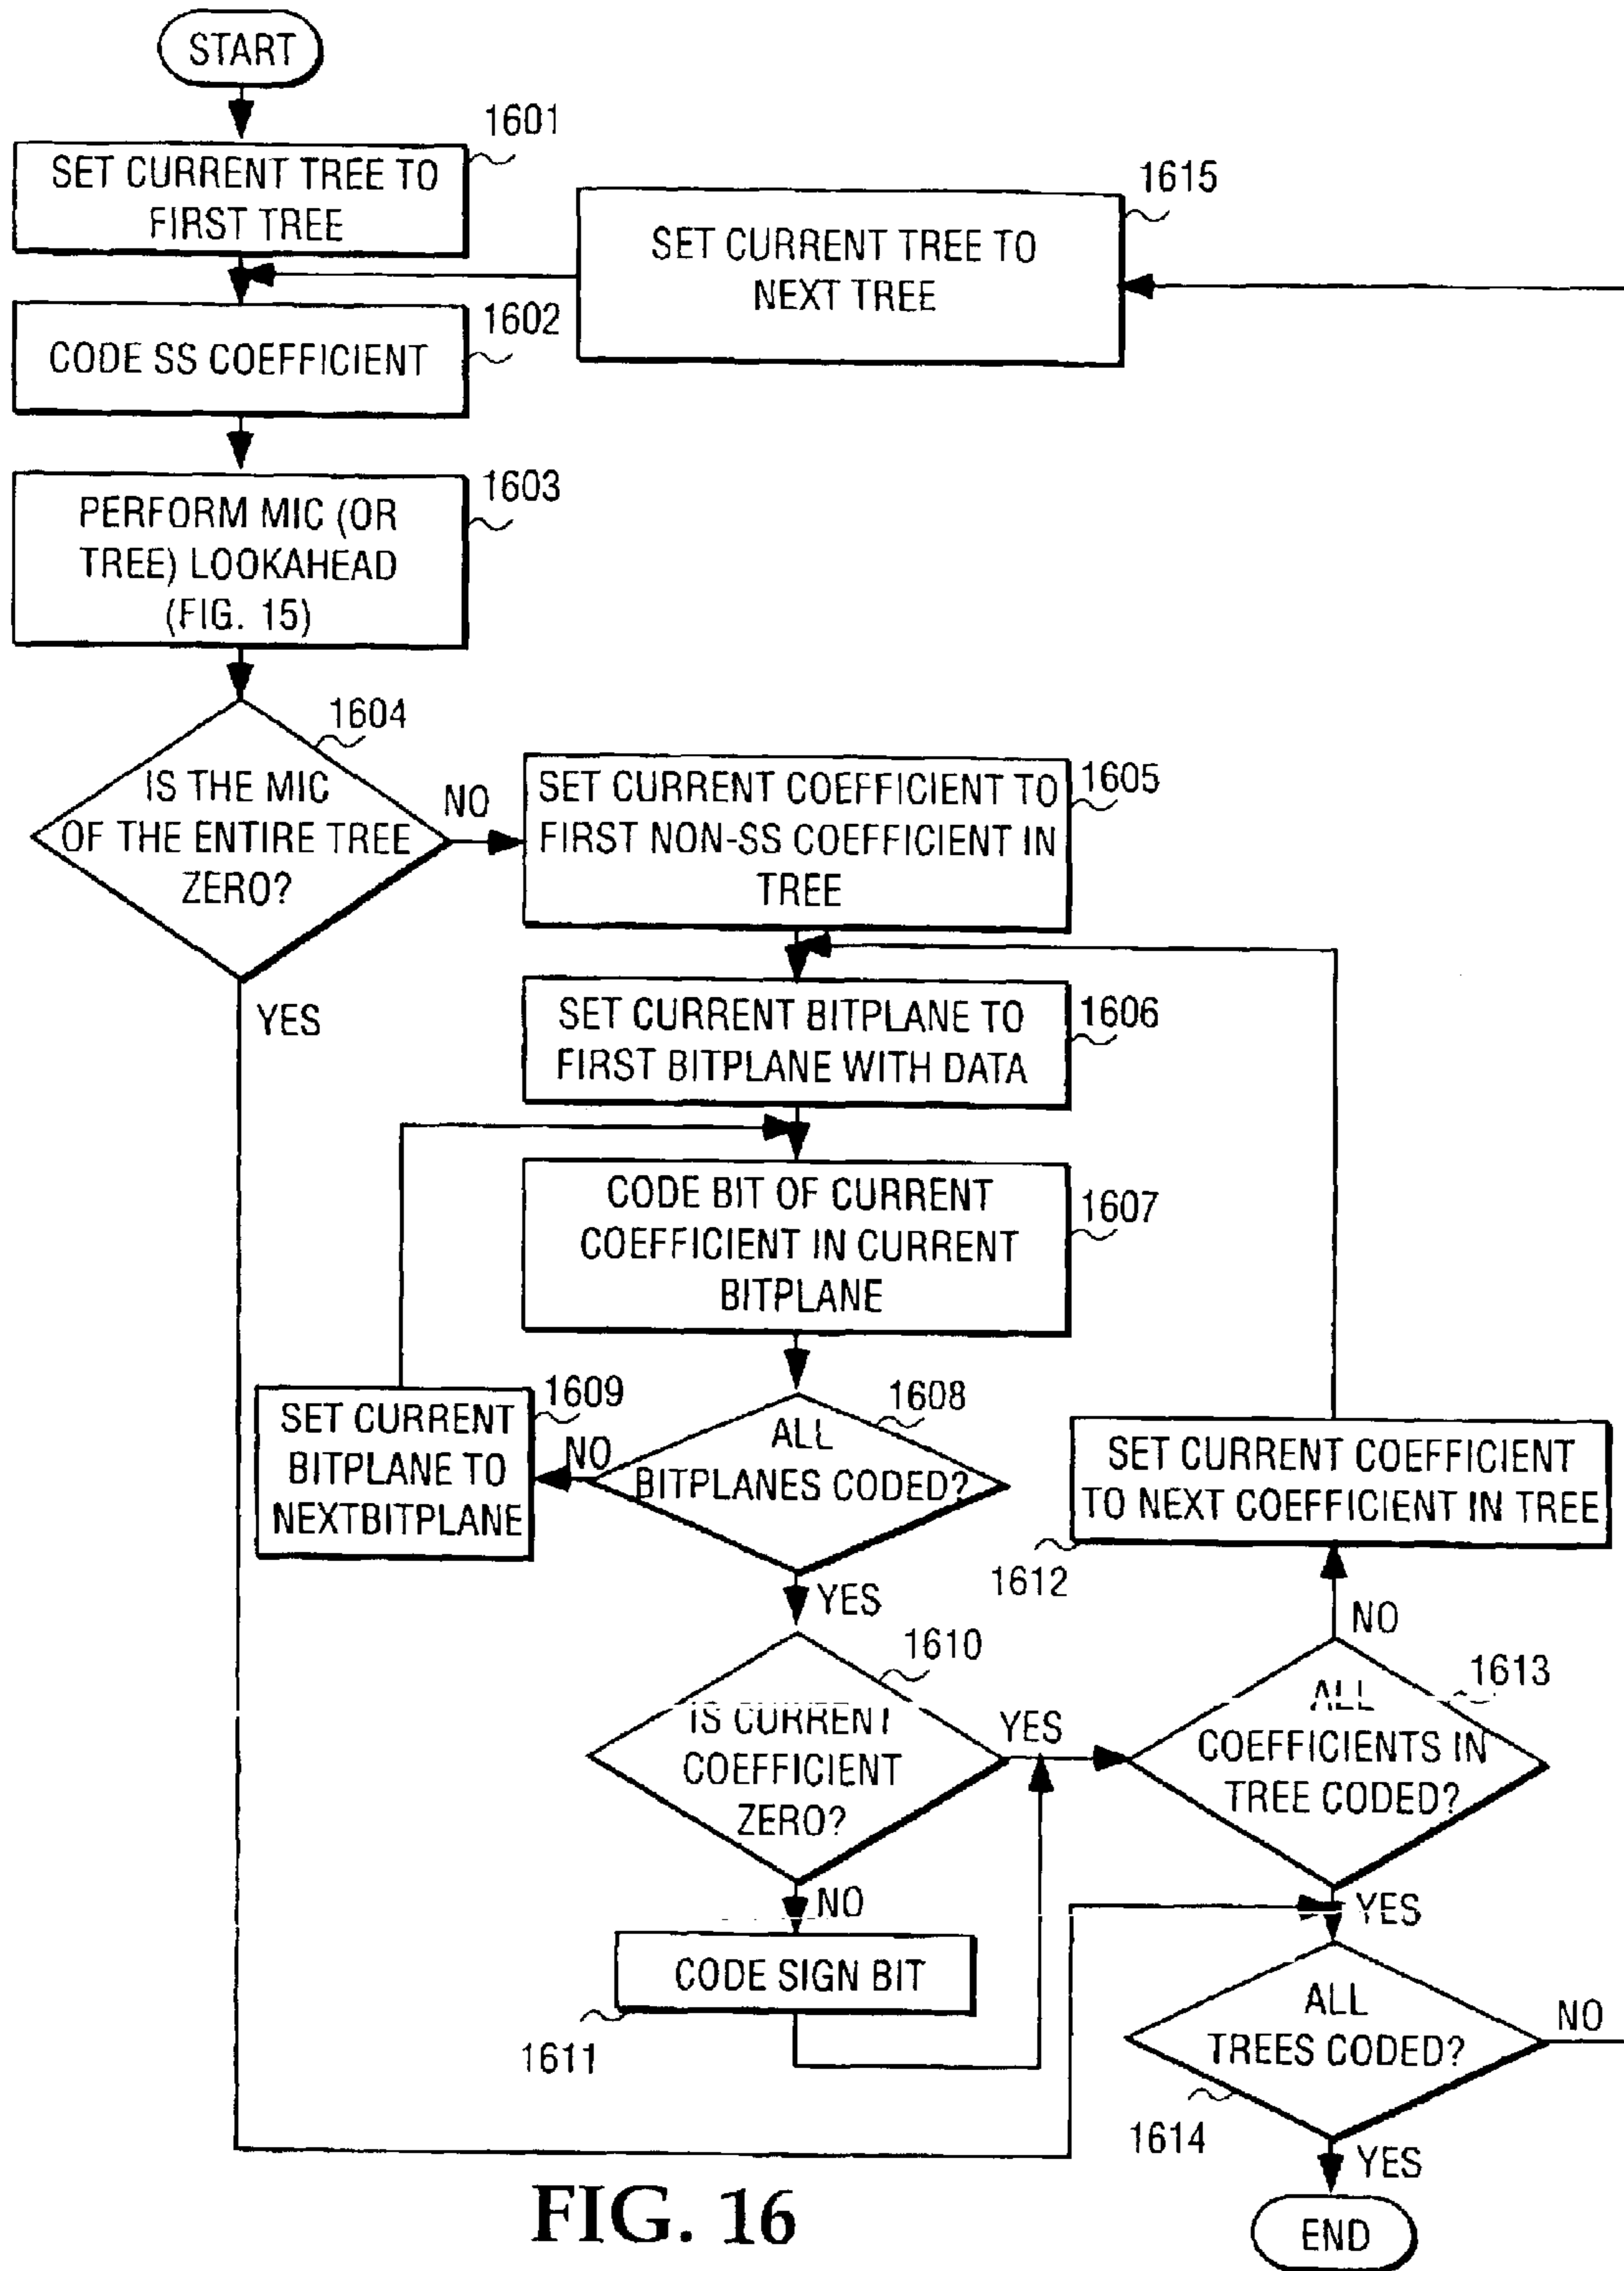 START
1601
SET CURRENT TREE TO
FIRST TREE
1615
SET CURRENT TREE TO
NEXT TREE
1602
CODE SS COEFFICIENT
1603
PERFORM MIC (OR
TREE) LOOKAHEAD
(FIG. 15)
1604
IS THE MIC
OF THE ENTIRE TREE
ZERO?
NO
YES
1605
SET CURRENT COEFFICIENT TO
FIRST NON-SS COEFFICIENT IN
TREE
1606
SET CURRENT BITPLANE TO
FIRST BITPLANE WITH DATA
1607
CODE BIT OF CURRENT
COEFFICIENT IN CURRENT
BITPLANE
1608
ALL
BITPLANES CODED?
NO
YES
1609
SET CURRENT
BITPLANE TO
NEXTBITPLANE
SET CURRENT COEFFICIENT
TO NEXT COEFFICIENT IN TREE
1612
NO
1610
IS CURRENT
COEFFICIENT
ZERO?
YES
NO
1613
ALL
COEFFICIENTS IN
TREE CODED?
YES
CODE SIGN BIT
1611
ALL
TREES CODED?
NO
1614
YES
END
FIG. 16